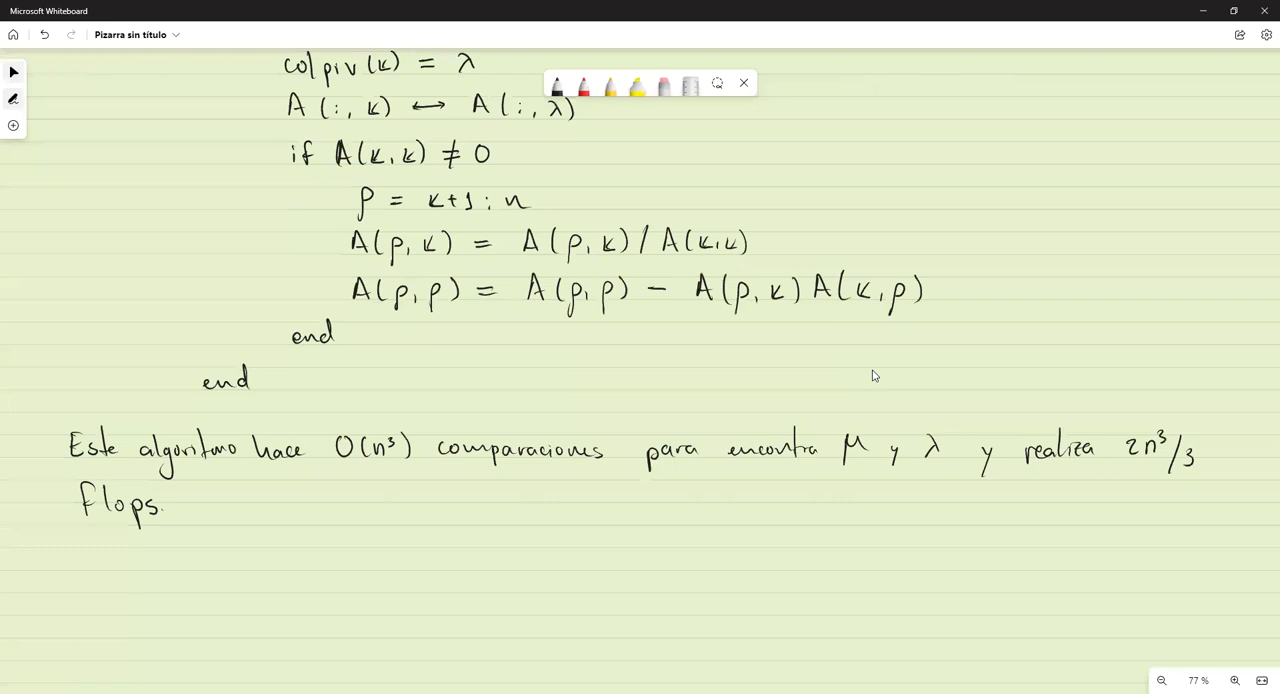 Microsoft Whiteboard
Pizarra sin título
colpiv(k) = λ
A(:, k) ↔ A(:, λ)
if A(k,k) ≠ 0
ρ = k+1 : n
A(ρ, k) = A(ρ, k) / A(k,k)
A(ρ, ρ) = A(ρ, ρ) - A(ρ, k) A(k, ρ)
end
end
Este algoritmo hace O(n³) comparaciones para encontra μ y λ y realiza 2n³/3
flops.
77 %